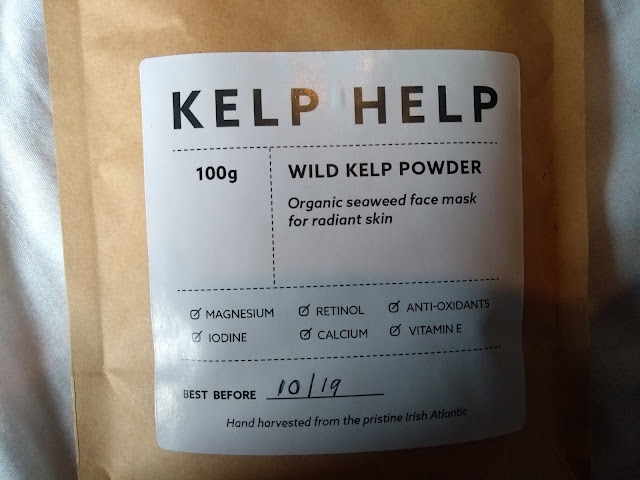 KELP HELP
100g
WILD KELP POWDER
Organic seaweed face mask
for radiant skin
MAGNESIUM RETINOL ANTI-OXIDANTS
IODINE CALCIUM VITAMIN E
BEST BEFORE 10/19
Hand harvested from the pristine Irish Atlantic